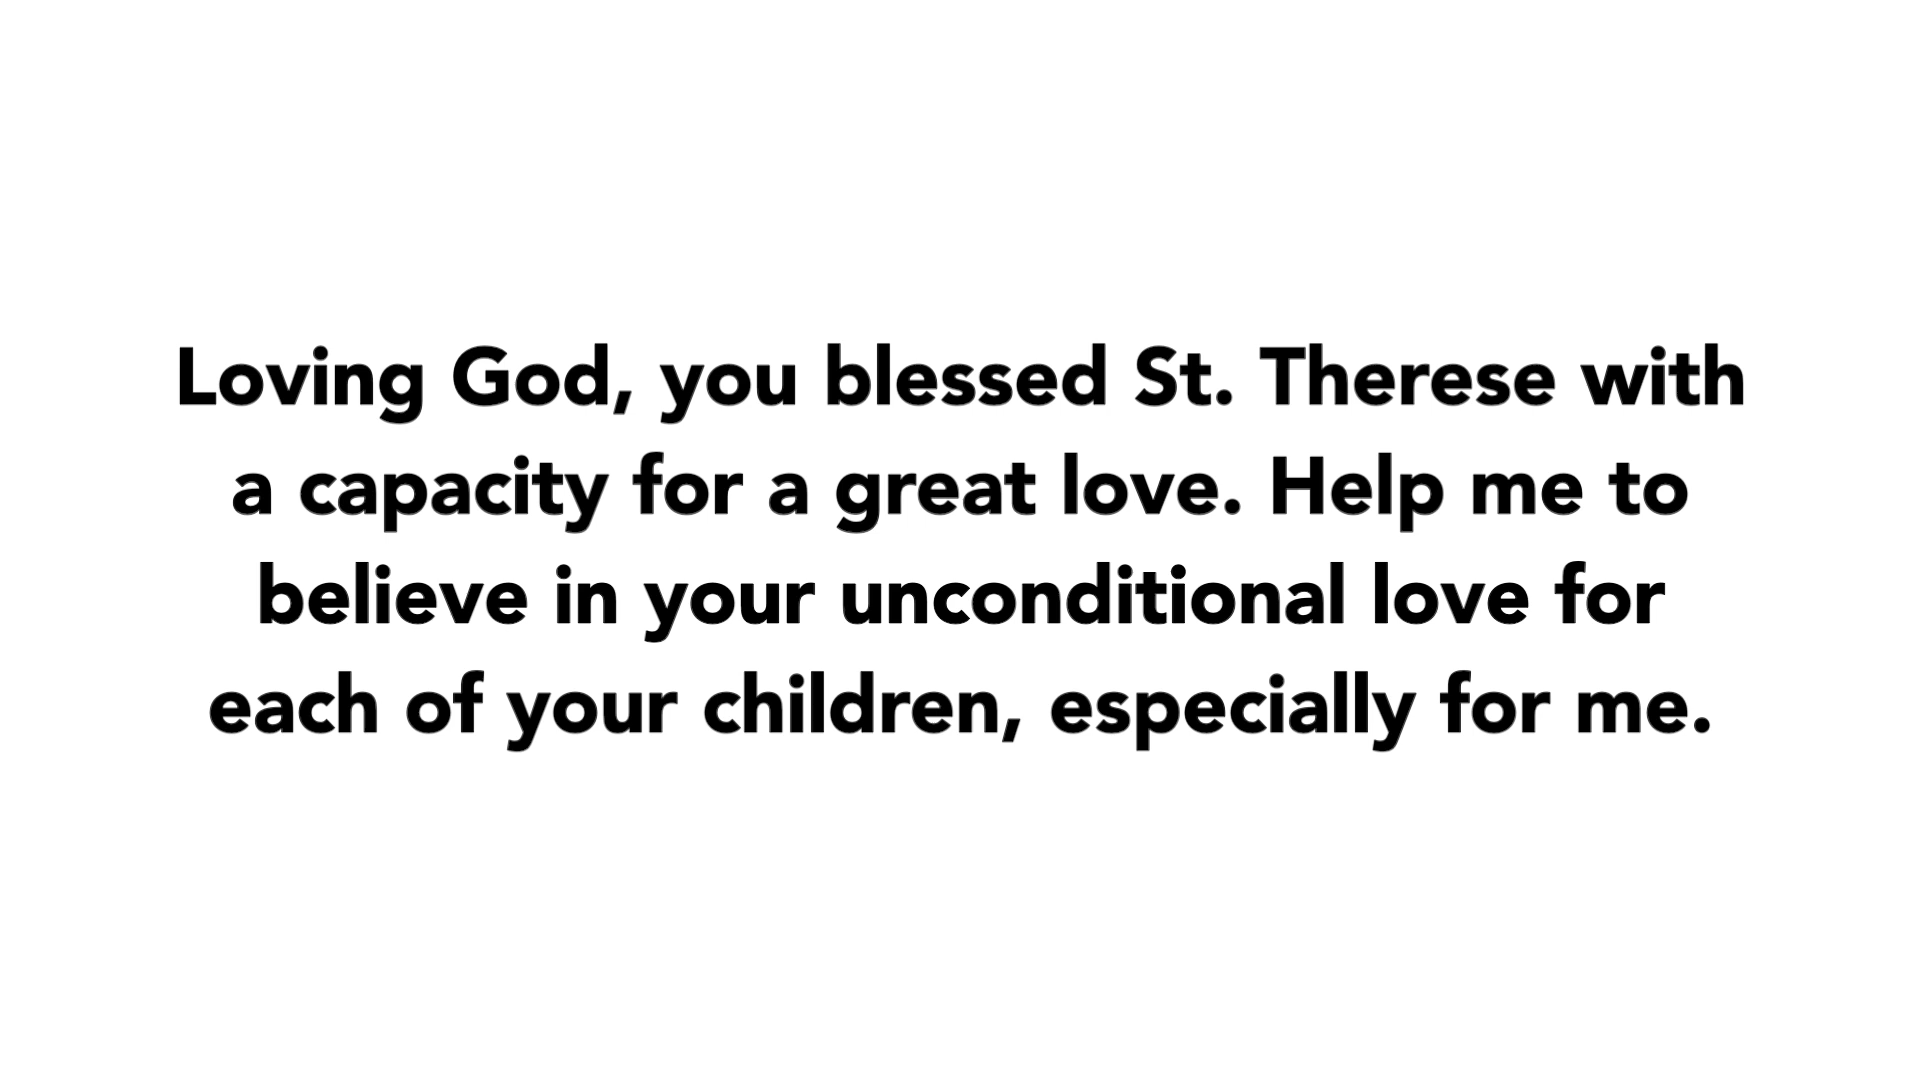 Loving God, you blessed St. Therese with
a capacity for a great love. Help me to
believe in your unconditional love for
each of your children, especially for me.